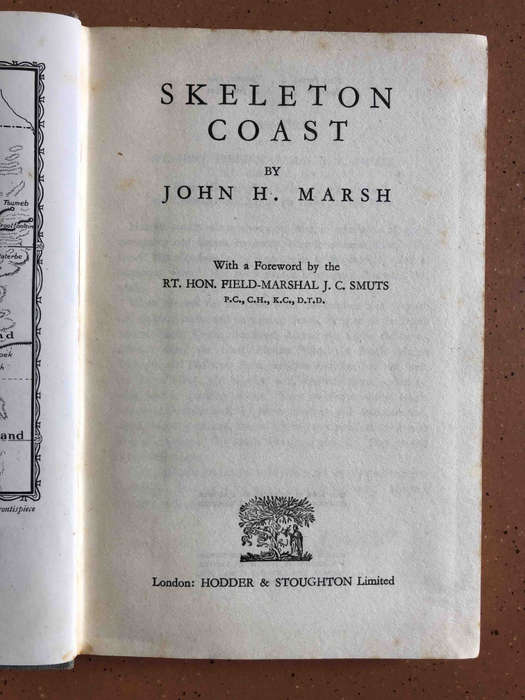 SKELETON
COAST
BY
JOHN H. MARSH
With a Foreword by the
RT. HON. FIELD-MARSHAL J. C. SMUTS
P.C., C.H., K.C., D.T.D.
London: HODDER & STOUGHTON Limited
Tsumeb